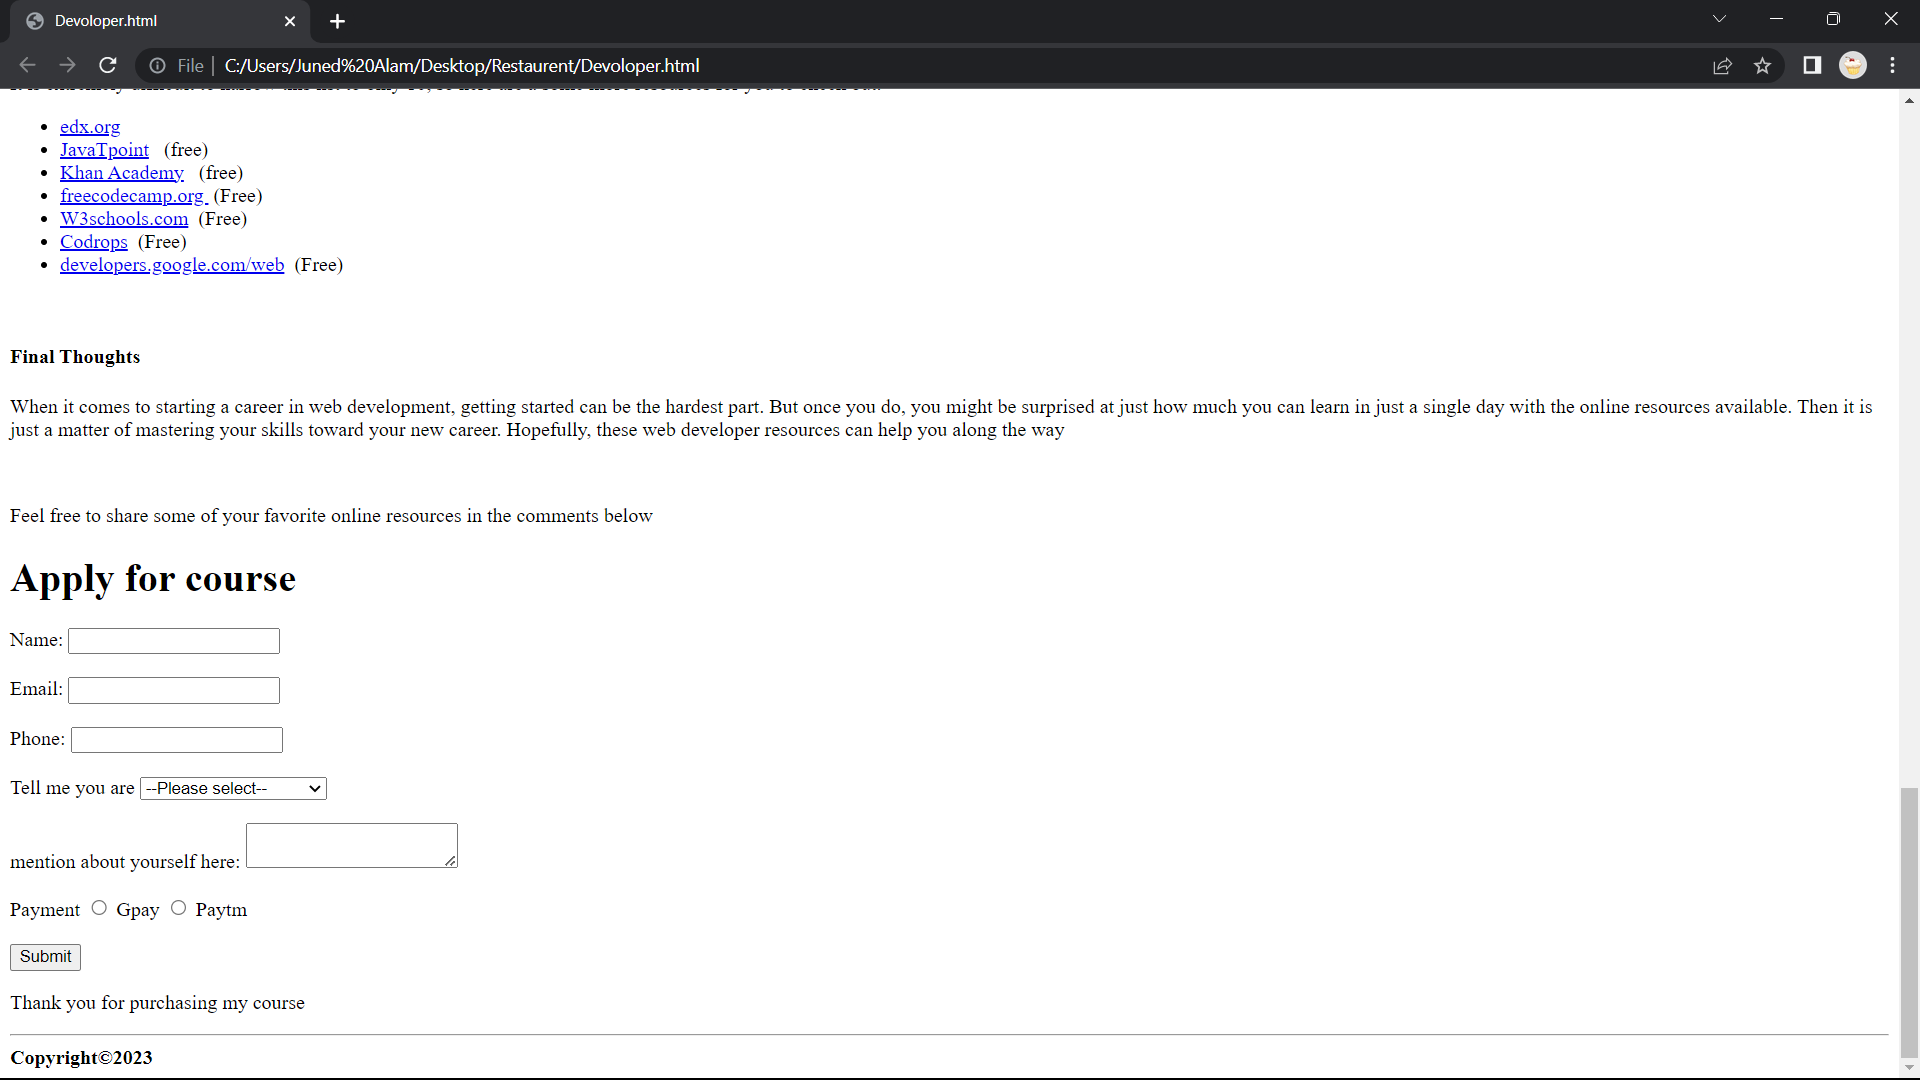 Devoloper.html
File | C:/Users/Juned%20Alam/Desktop/Restaurent/Devoloper.html
edx.org
JavaTpoint (free)
Khan Academy (free)
freecodecamp.org (Free)
W3schools.com (Free)
Codrops (Free)
developers.google.com/web (Free)
Final Thoughts
When it comes to starting a career in web development, getting started can be the hardest part. But once you do, you might be surprised at just how much you can learn in just a single day with the online resources available. Then it is
just a matter of mastering your skills toward your new career. Hopefully, these web developer resources can help you along the way
Feel free to share some of your favorite online resources in the comments below
Apply for course
Name:
Email:
Phone:
Tell me you are --Please select--
mention about yourself here:
Payment Gpay Paytm
Submit
Thank you for purchasing my course
Copyright©2023